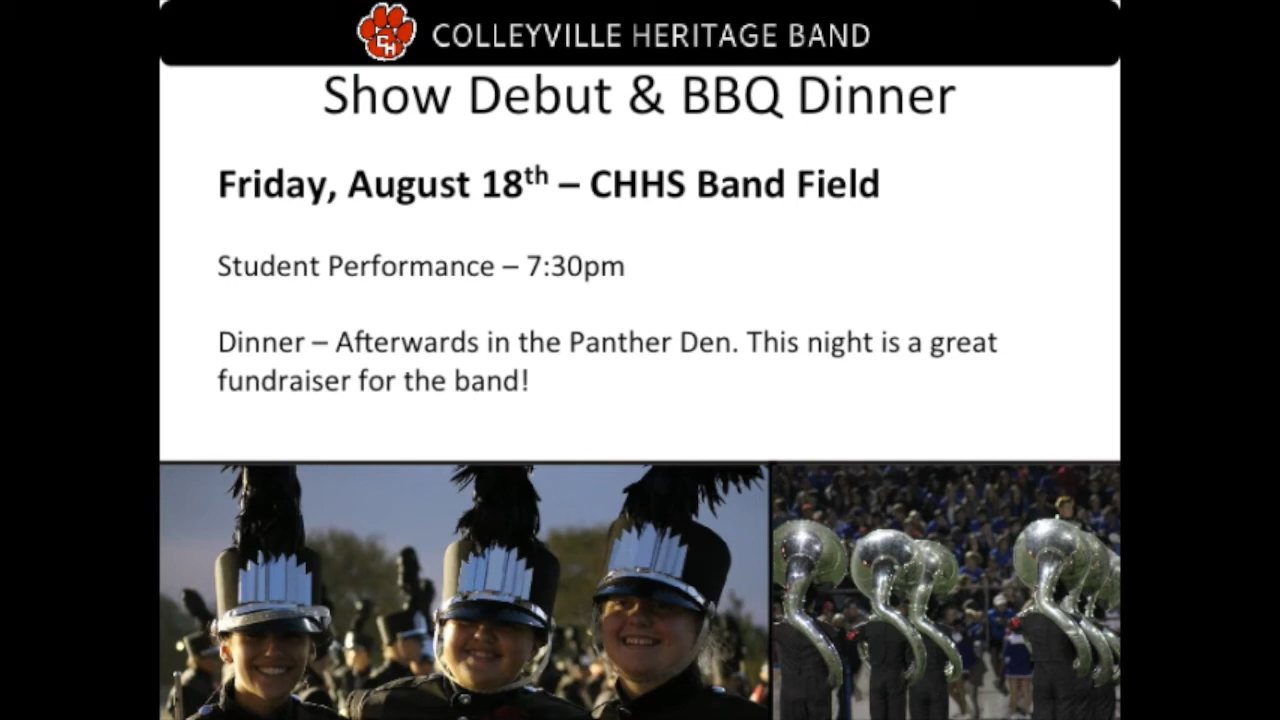 CH
COLLEYVILLE HERITAGE BAND
Show Debut & BBQ Dinner
Friday, August 18th – CHHS Band Field
Student Performance – 7:30pm
Dinner – Afterwards in the Panther Den. This night is a great
fundraiser for the band!